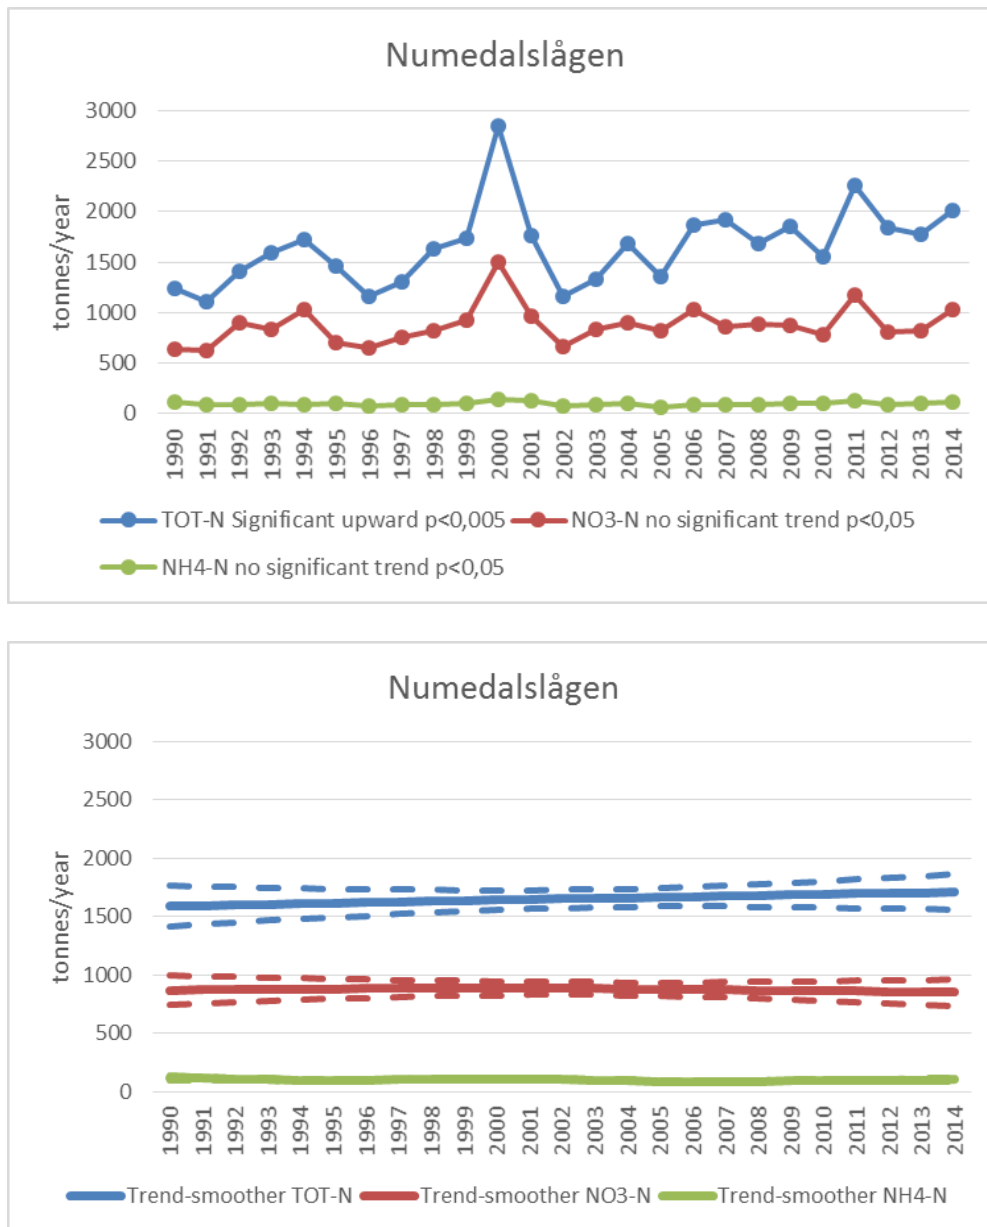 Numedalslågen
3000
2500
2000
1500
1000
500
0
tonnes/year
1990 1991 1992 1993 1994 1995 1996 1997 1998 1999 2000 2001 2002 2003 2004 2005 2006 2007 2008 2009 2010 2011 2012 2013 2014
TOT-N Significant upward p<0,005 NO3-N no significant trend p<0,05
NH4-N no significant trend p<0,05
Numedalslågen
3000
2500
2000
1500
1000
500
0
tonnes/year
1990 1991 1992 1993 1994 1995 1996 1997 1998 1999 2000 2001 2002 2003 2004 2005 2006 2007 2008 2009 2010 2011 2012 2013 2014
Trend-smoother TOT-N Trend-smoother NO3-N Trend-smoother NH4-N